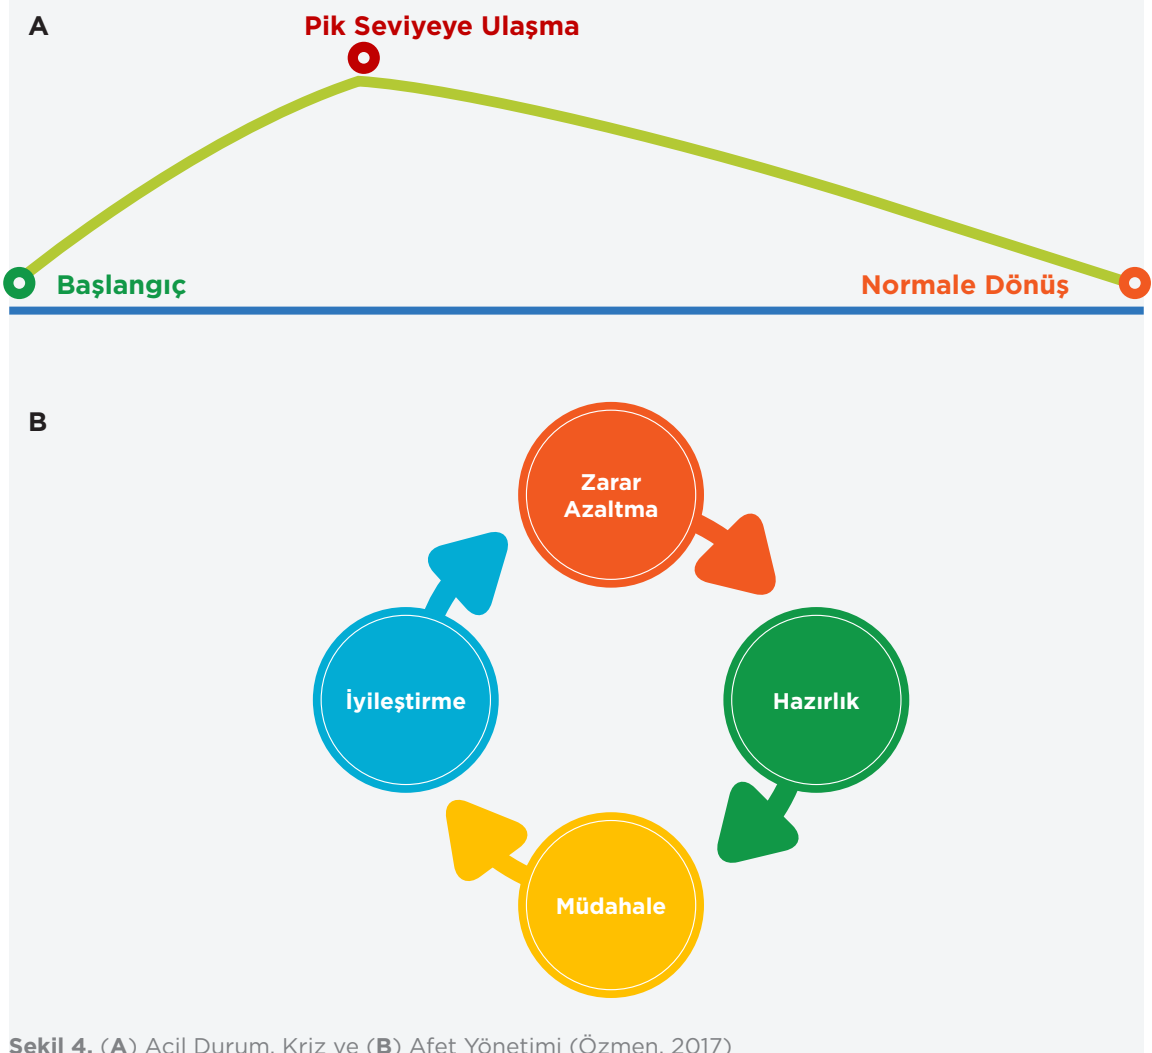 A
Pik Seviyeye Ulaşma
Başlangıç
Normale Dönüş
B
Zarar
Azaltma
İyileştirme
Hazırlık
Müdahale
Şekil 4. (A) Acil Durum, Kriz ve (B) Afet Yönetimi (Özmen, 2017)